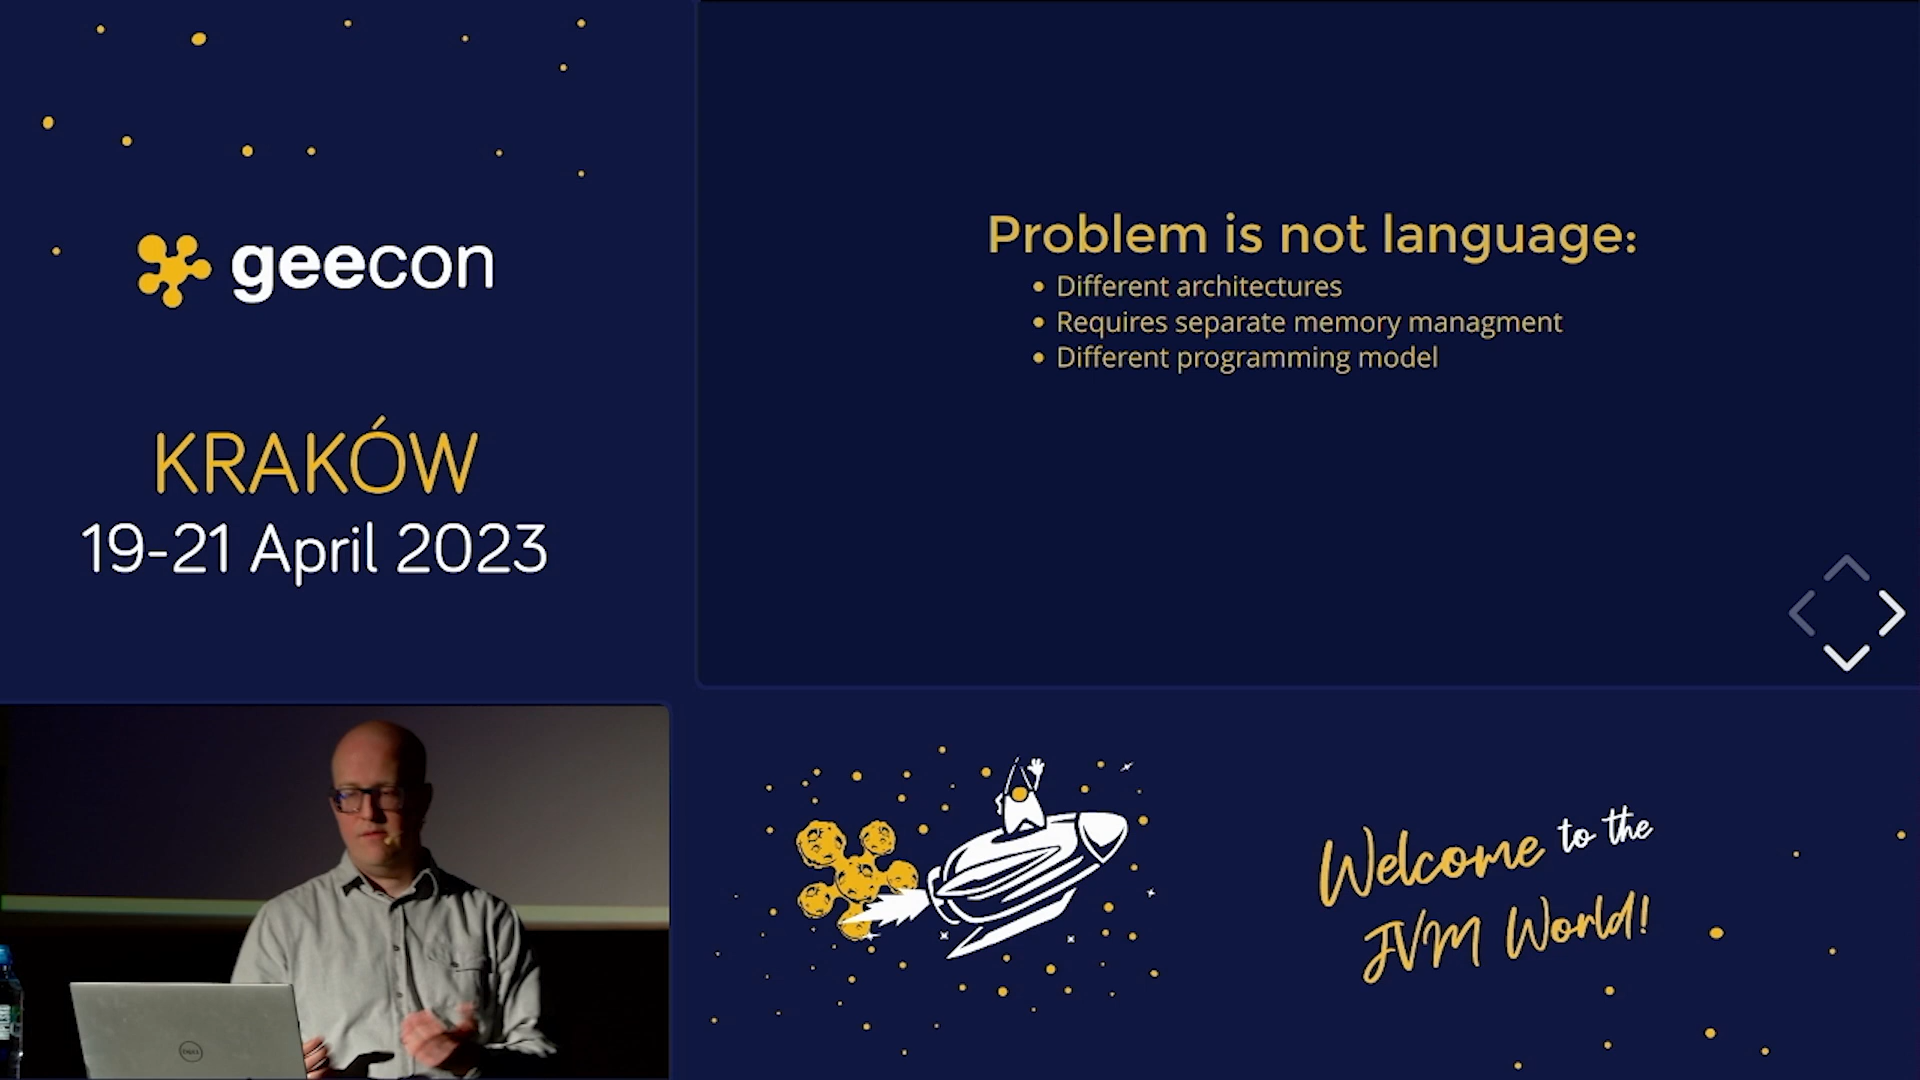 geecon
KRAKÓW
19-21 April 2023
Problem is not language:
Different architectures
Requires separate memory managment
Different programming model
DELL
Welcome to the
JVM World!